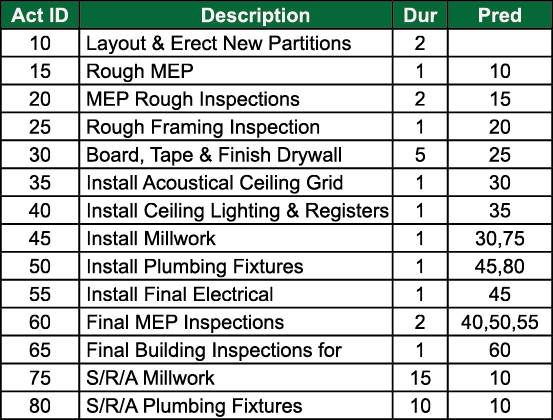 Act ID Description Dur Pred
10 Layout & Erect New Partitions 2
15 Rough MEP 1 10
20 MEP Rough Inspections 2 15
25 Rough Framing Inspection 1 20
30 Board, Tape & Finish Drywall 5 25
35 Install Acoustical Ceiling Grid 1 30
40 Install Ceiling Lighting & Registers 1 35
45 Install Millwork 1 30,75
50 Install Plumbing Fixtures 1 45,80
55 Install Final Electrical 1 45
60 Final MEP Inspections 2 40,50,55
65 Final Building Inspections for 1 60
75 S/R/A Millwork 15 10
80 S/R/A Plumbing Fixtures 10 10